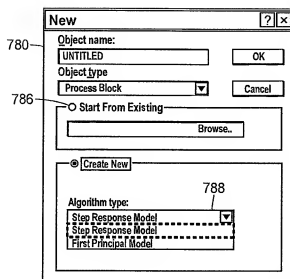 New ? ×
780
Object name:
UNTITLED
OK
Object type
Process Block
Cancel
786
Start From Existing
Browse..
Create New
788
Algorithm type:
Step Response Model
Step Response Model
First Principal Model